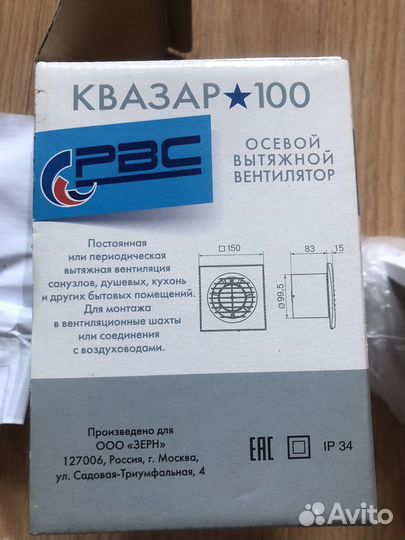 КВАЗАР★100
РВС
ОСЕВОЙ
ВЫТЯЖНОЙ
ВЕНТИЛЯТОР
Постоянная
или периодическая
вытяжная вентиляция
санузлов, душевых, кухонь
и других бытовых помещений.
Для монтажа
в вентиляционные шахты
или соединения
с воздуховодами.
□150
83
15
Ø99,5
Произведено для
ООО «ЗЕРН»
127006, Россия, г. Москва,
ул. Садовая-Триумфальная, 4
EAC
IP 34
Avito